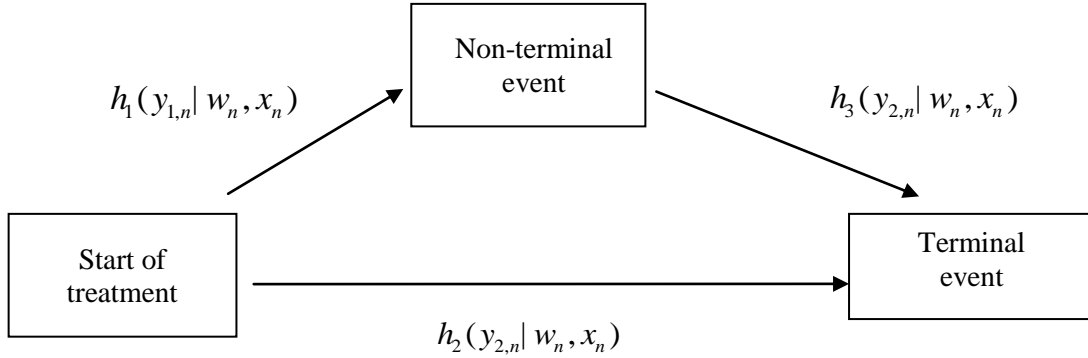 Non-terminal
event
h₁(y₁,ₙ| wₙ, xₙ)
h₃(y₂,ₙ| wₙ, xₙ)
Start of
treatment
Terminal
event
h₂(y₂,ₙ| wₙ, xₙ)